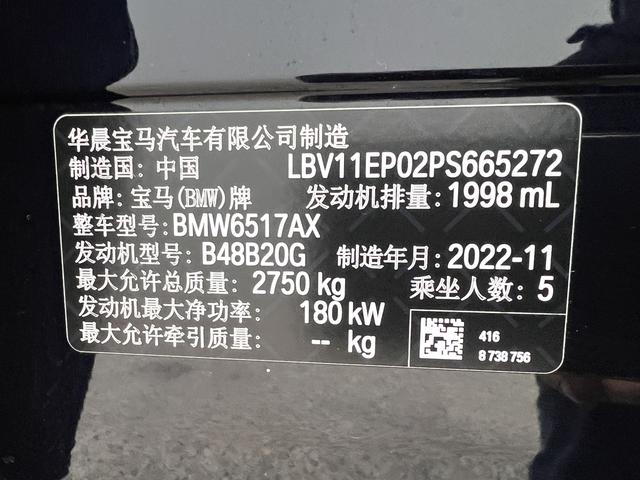 华晨宝马汽车有限公司制造
制造国: 中国 LBV11EP02PS665272
品牌: 宝马(BMW)牌 发动机排量: 1998 mL
整车型号: BMW6517AX
发动机型号: B48B20G 制造年月: 2022-11
最大允许总质量: 2750 kg 乘坐人数: 5
发动机最大净功率: 180 kW
最大允许牵引质量: -- kg
416
8 738 756